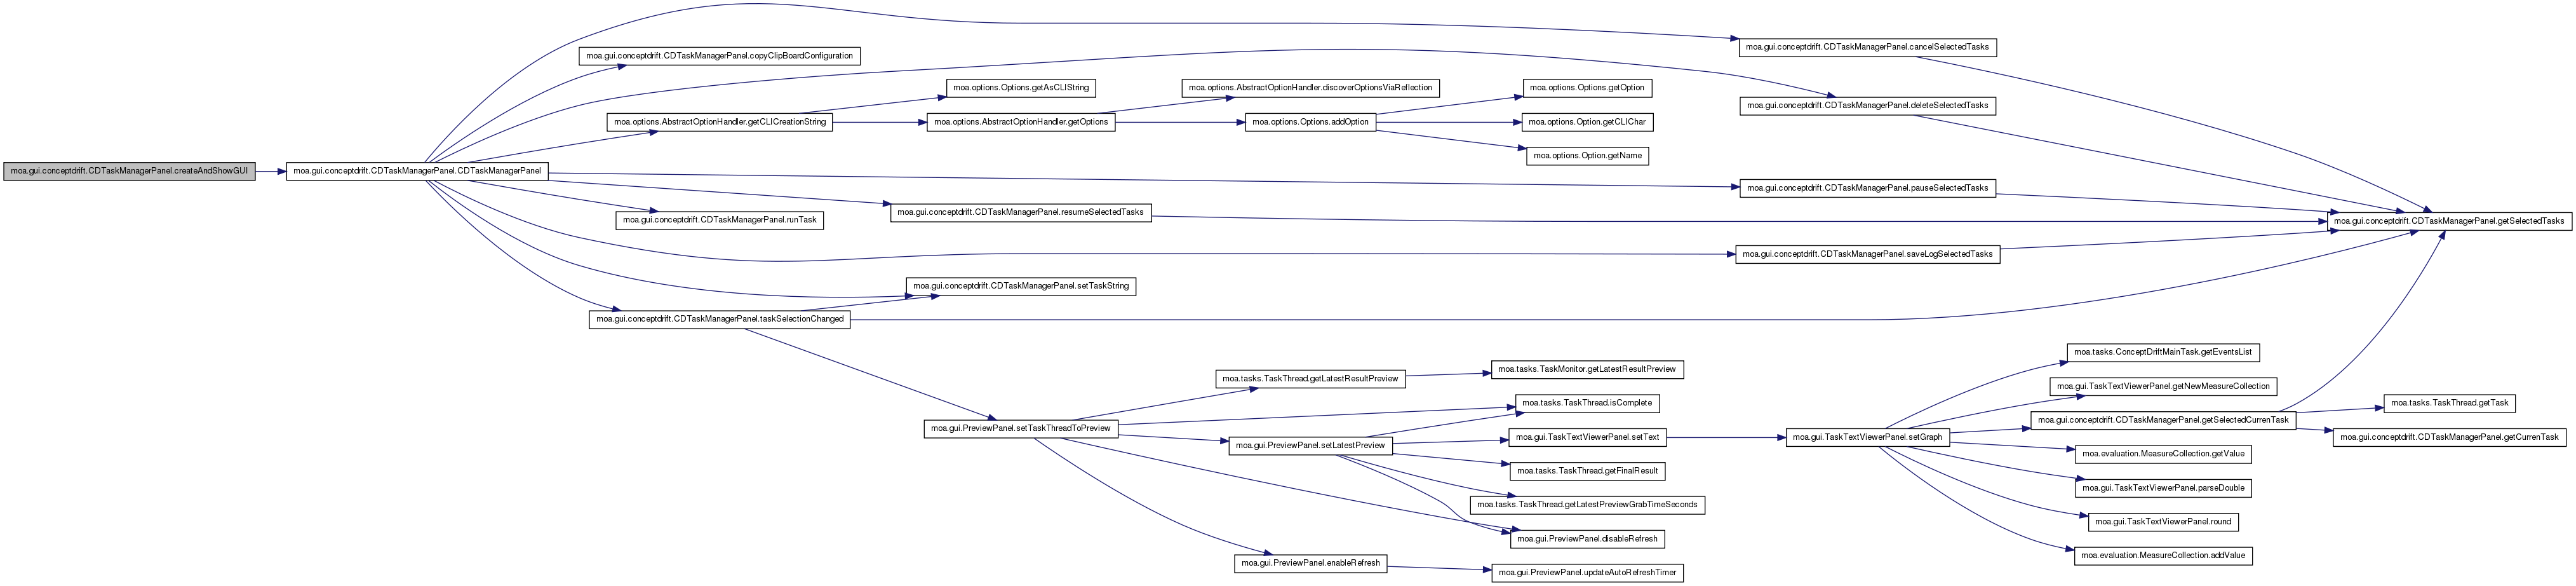 moa.gui.conceptdrift.CDTaskManagerPanel.createAndShowGUI
moa.gui.conceptdrift.CDTaskManagerPanel.CDTaskManagerPanel
moa.gui.conceptdrift.CDTaskManagerPanel.copyClipBoardConfiguration
moa.options.AbstractOptionHandler.getCLICreationString
moa.gui.conceptdrift.CDTaskManagerPanel.runTask
moa.gui.conceptdrift.CDTaskManagerPanel.taskSelectionChanged
moa.options.Options.getAsCLIString
moa.options.AbstractOptionHandler.getOptions
moa.gui.conceptdrift.CDTaskManagerPanel.resumeSelectedTasks
moa.gui.conceptdrift.CDTaskManagerPanel.setTaskString
moa.gui.PreviewPanel.setTaskThreadToPreview
moa.options.AbstractOptionHandler.discoverOptionsViaReflection
moa.options.Options.addOption
moa.tasks.TaskThread.getLatestResultPreview
moa.gui.PreviewPanel.setLatestPreview
moa.gui.PreviewPanel.enableRefresh
moa.options.Options.getOption
moa.options.Option.getCLIChar
moa.options.Option.getName
moa.tasks.TaskMonitor.getLatestResultPreview
moa.tasks.TaskThread.isComplete
moa.gui.TaskTextViewerPanel.setText
moa.tasks.TaskThread.getFinalResult
moa.tasks.TaskThread.getLatestPreviewGrabTimeSeconds
moa.gui.PreviewPanel.disableRefresh
moa.gui.PreviewPanel.updateAutoRefreshTimer
moa.gui.conceptdrift.CDTaskManagerPanel.cancelSelectedTasks
moa.gui.conceptdrift.CDTaskManagerPanel.deleteSelectedTasks
moa.gui.conceptdrift.CDTaskManagerPanel.pauseSelectedTasks
moa.gui.conceptdrift.CDTaskManagerPanel.saveLogSelectedTasks
moa.gui.TaskTextViewerPanel.setGraph
moa.tasks.ConceptDriftMainTask.getEventsList
moa.gui.TaskTextViewerPanel.getNewMeasureCollection
moa.gui.conceptdrift.CDTaskManagerPanel.getSelectedCurrenTask
moa.evaluation.MeasureCollection.getValue
moa.gui.TaskTextViewerPanel.parseDouble
moa.gui.TaskTextViewerPanel.round
moa.evaluation.MeasureCollection.addValue
moa.gui.conceptdrift.CDTaskManagerPanel.getSelectedTasks
moa.tasks.TaskThread.getTask
moa.gui.conceptdrift.CDTaskManagerPanel.getCurrenTask